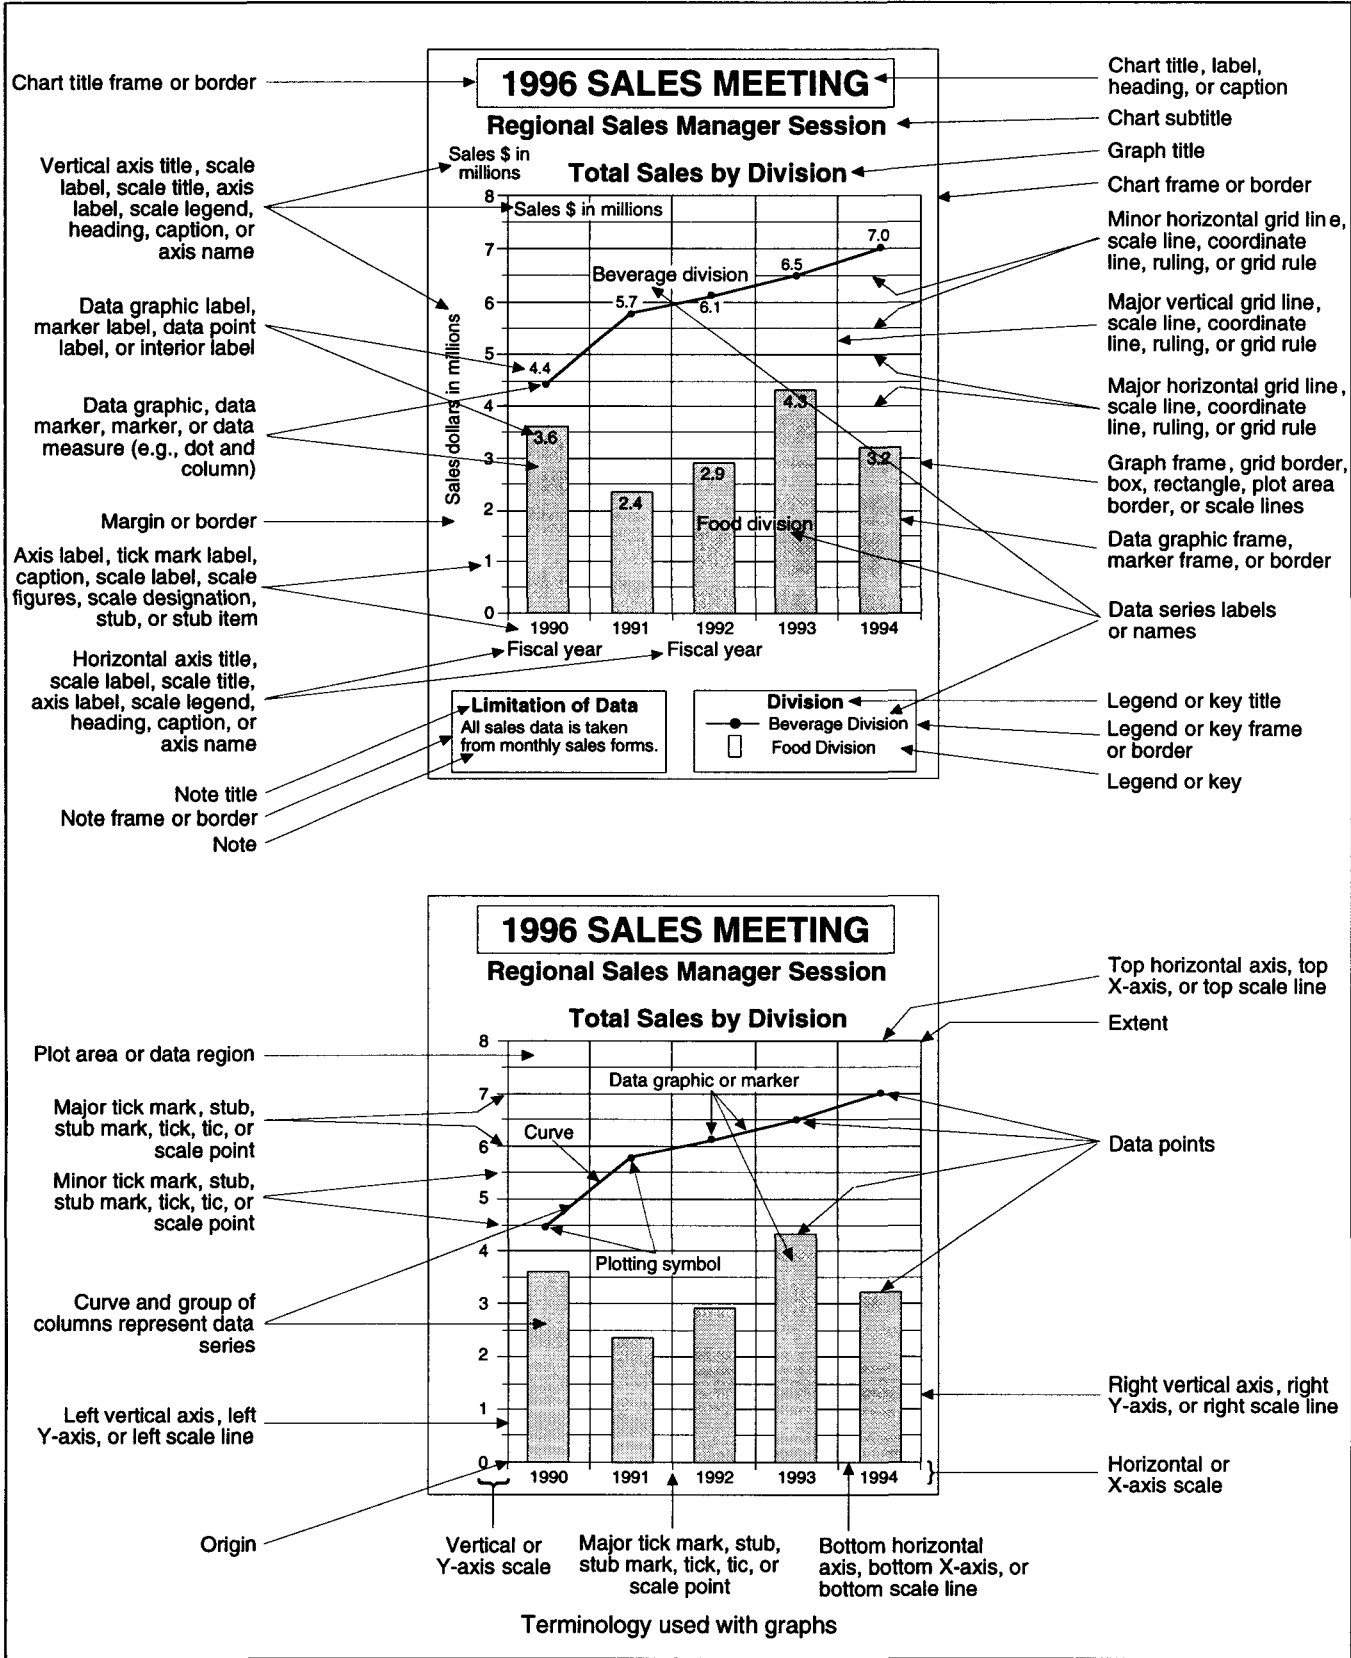 1996 SALES MEETING
Regional Sales Manager Session
Sales $ in
millions
Total Sales by Division
8
Sales $ in millions
7.0
7
6.5
Beverage division
5.7
6
6.1
Sales dollars in millions
5
4.4
4
4.3
3.6
3
3.2
2.9
2.4
2
Food division
1
0
1990 1991 1992 1993 1994
Fiscal year Fiscal year
Limitation of Data
All sales data is taken
from monthly sales forms.
Division
Beverage Division
Food Division
Chart title frame or border
Vertical axis title, scale
label, scale title, axis
label, scale legend,
heading, caption, or
axis name
Data graphic label,
marker label, data point
label, or interior label
Data graphic, data
marker, marker, or data
measure (e.g., dot and
column)
Margin or border
Axis label, tick mark label,
caption, scale label, scale
figures, scale designation,
stub, or stub item
Horizontal axis title,
scale label, scale title,
axis label, scale legend,
heading, caption, or
axis name
Note title
Note frame or border
Note
Chart title, label,
heading, or caption
Chart subtitle
Graph title
Chart frame or border
Minor horizontal grid line,
scale line, coordinate
line, ruling, or grid rule
Major vertical grid line,
scale line, coordinate
line, ruling, or grid rule
Major horizontal grid line,
scale line, coordinate
line, ruling, or grid rule
Graph frame, grid border,
box, rectangle, plot area
border, or scale lines
Data graphic frame,
marker frame, or border
Data series labels
or names
Legend or key title
Legend or key frame
or border
Legend or key
1996 SALES MEETING
Regional Sales Manager Session
Total Sales by Division
8
Data graphic or marker
7
Curve
6
5
4
Plotting symbol
3
2
1
0
1990 1991 1992 1993 1994
Plot area or data region
Major tick mark, stub,
stub mark, tick, tic, or
scale point
Minor tick mark, stub,
stub mark, tick, tic, or
scale point
Curve and group of
columns represent data
series
Left vertical axis, left
Y-axis, or left scale line
Origin
Top horizontal axis, top
X-axis, or top scale line
Extent
Data points
Right vertical axis, right
Y-axis, or right scale line
Horizontal or
X-axis scale
Vertical or
Y-axis scale
Major tick mark, stub,
stub mark, tick, tic, or
scale point
Bottom horizontal
axis, bottom X-axis, or
bottom scale line
Terminology used with graphs